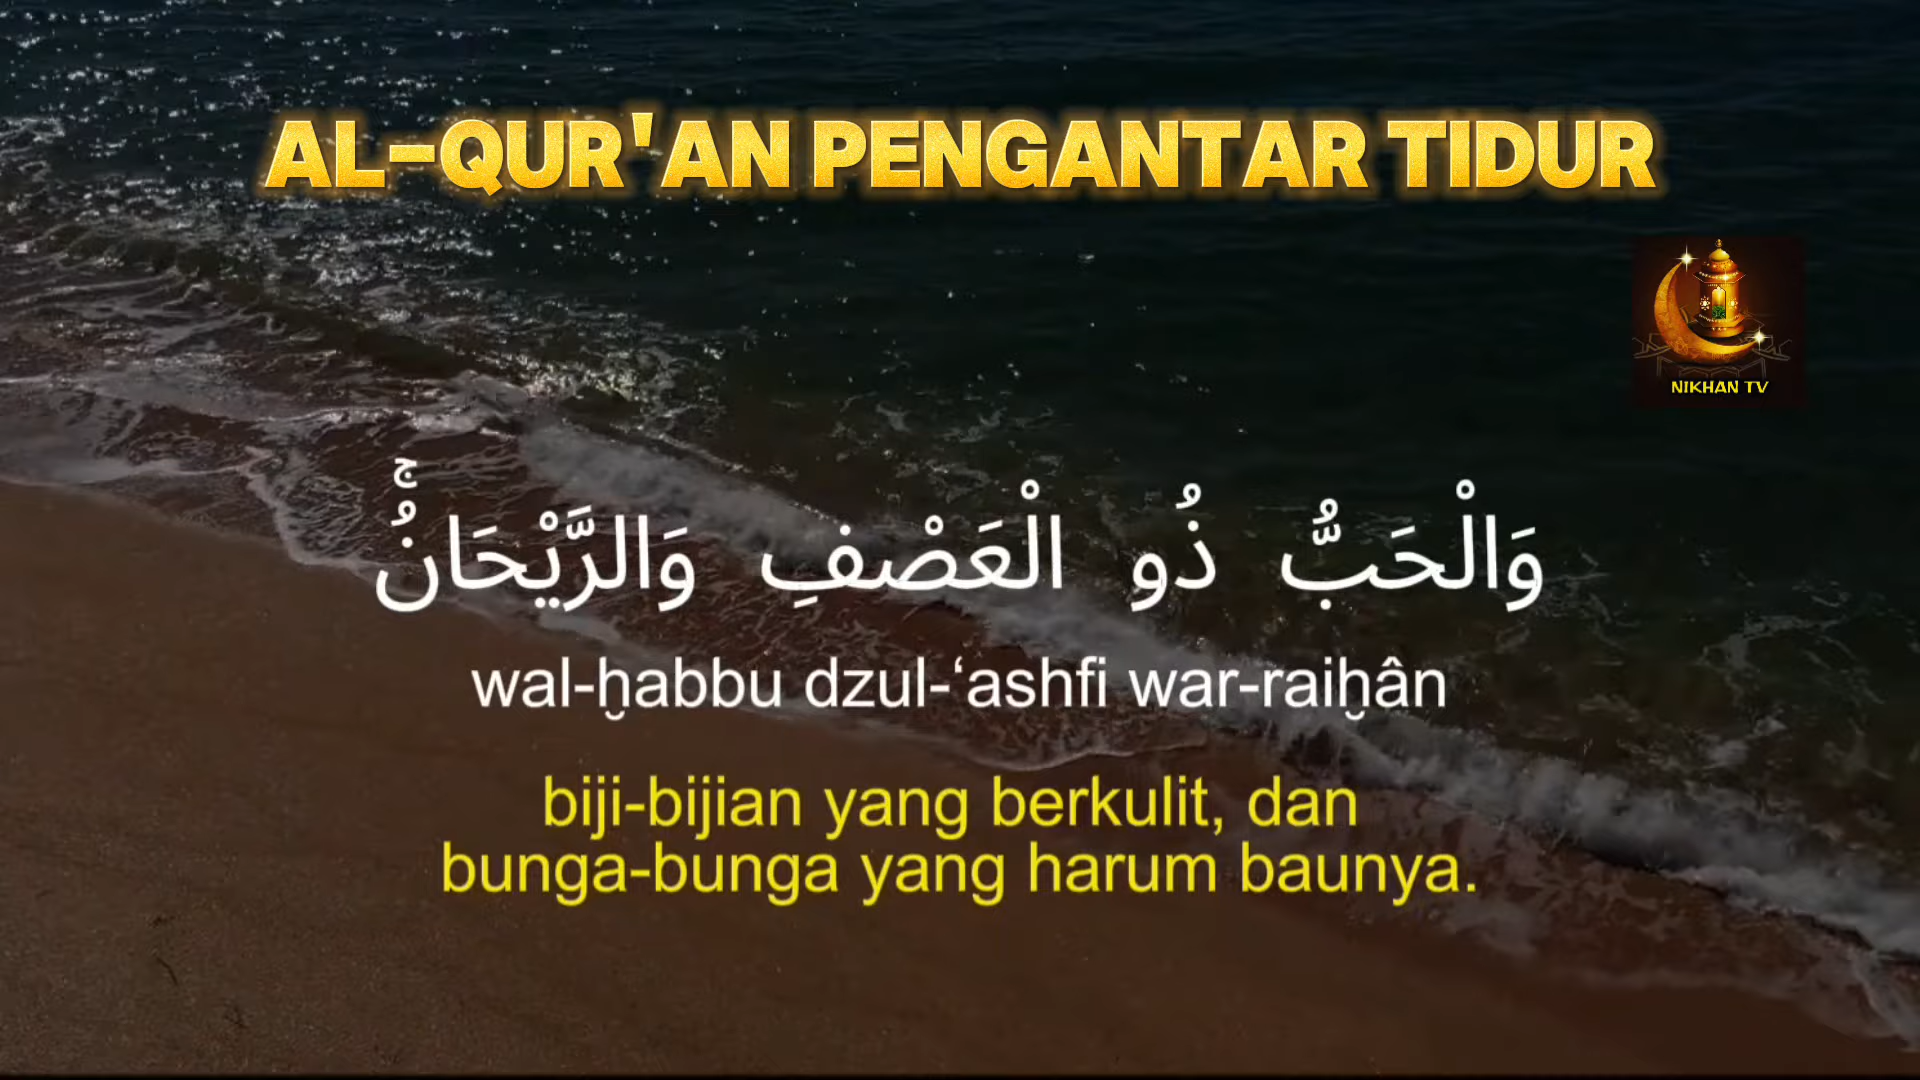 AL-QUR'AN PENGANTAR TIDUR
NIKHAN TV
وَالْحَبُّ ذُو الْعَصْفِ وَالرَّيْحَانُۚ
wal-ḫabbu dzul-‘ashfi war-raiḫân
biji-bijian yang berkulit, dan
bunga-bunga yang harum baunya.